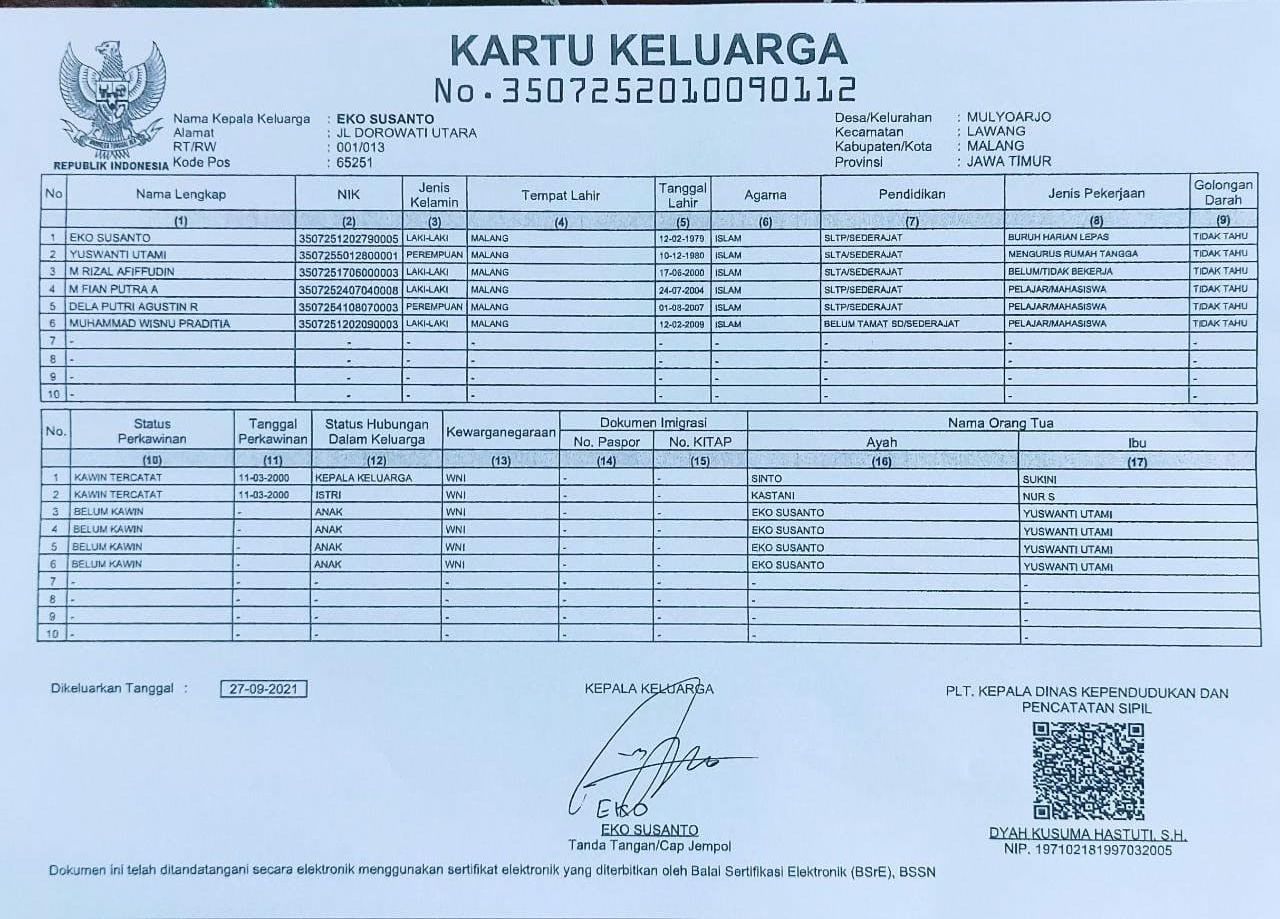 KARTU KELUARGA
No. 3507252010090112
REPUBLIK INDONESIA
Nama Kepala Keluarga : EKO SUSANTO
Alamat : JL DOROWATI UTARA
RT/RW : 001/013
Kode Pos : 65251
Desa/Kelurahan : MULYOARJO
Kecamatan : LAWANG
Kabupaten/Kota : MALANG
Provinsi : JAWA TIMUR
No Nama Lengkap NIK Jenis Kelamin Tempat Lahir Tanggal Lahir Agama Pendidikan Jenis Pekerjaan Golongan Darah
(1) (2) (3) (4) (5) (6) (7) (8) (9)
1 EKO SUSANTO 3507251202790005 LAKI-LAKI MALANG 12-02-1979 ISLAM SLTP/SEDERAJAT BURUH HARIAN LEPAS TIDAK TAHU
2 YUSWANTI UTAMI 3507255012800001 PEREMPUAN MALANG 10-12-1980 ISLAM SLTA/SEDERAJAT MENGURUS RUMAH TANGGA TIDAK TAHU
3 M RIZAL AFIFFUDIN 3507251706000003 LAKI-LAKI MALANG 17-06-2000 ISLAM SLTA/SEDERAJAT BELUM/TIDAK BEKERJA TIDAK TAHU
4 M FIAN PUTRA A 3507252407040008 LAKI-LAKI MALANG 24-07-2004 ISLAM SLTA/SEDERAJAT PELAJAR/MAHASISWA TIDAK TAHU
5 DELA PUTRI AGUSTIN R 3507254108070003 PEREMPUAN MALANG 01-08-2007 ISLAM SLTP/SEDERAJAT PELAJAR/MAHASISWA TIDAK TAHU
6 MUHAMMAD WISNU PRADITIA 3507251202090003 LAKI-LAKI MALANG 12-02-2009 ISLAM BELUM TAMAT SD/SEDERAJAT PELAJAR/MAHASISWA TIDAK TAHU
7 - - - - - - - - -
8 - - - - - - - - -
9 - - - - - - - - -
10 - - - - - - - - -
No. Status Perkawinan Tanggal Perkawinan Status Hubungan Dalam Keluarga Kewarganegaraan Dokumen Imigrasi Nama Orang Tua
No. Paspor No. KITAP Ayah Ibu
(10) (11) (12) (13) (14) (15) (16) (17)
1 KAWIN TERCATAT 11-03-2000 KEPALA KELUARGA WNI - - SINTO SUKINI
2 KAWIN TERCATAT 11-03-2000 ISTRI WNI - - KASTANI NUR S
3 BELUM KAWIN - ANAK WNI - - EKO SUSANTO YUSWANTI UTAMI
4 BELUM KAWIN - ANAK WNI - - EKO SUSANTO YUSWANTI UTAMI
5 BELUM KAWIN - ANAK WNI - - EKO SUSANTO YUSWANTI UTAMI
6 BELUM KAWIN - ANAK WNI - - EKO SUSANTO YUSWANTI UTAMI
7 - - - - - - - -
8 - - - - - - - -
9 - - - - - - - -
10 - - - - - - - -
Dikeluarkan Tanggal : 27-09-2021
KEPALA KELUARGA
EKO
EKO SUSANTO
Tanda Tangan/Cap Jempol
PLT. KEPALA DINAS KEPENDUDUKAN DAN
PENCATATAN SIPIL
DYAH KUSUMA HASTUTI, S.H.
NIP. 197102181997032005
Dokumen ini telah ditandatangani secara elektronik menggunakan sertifikat elektronik yang diterbitkan oleh Balai Sertifikasi Elektronik (BSrE), BSSN